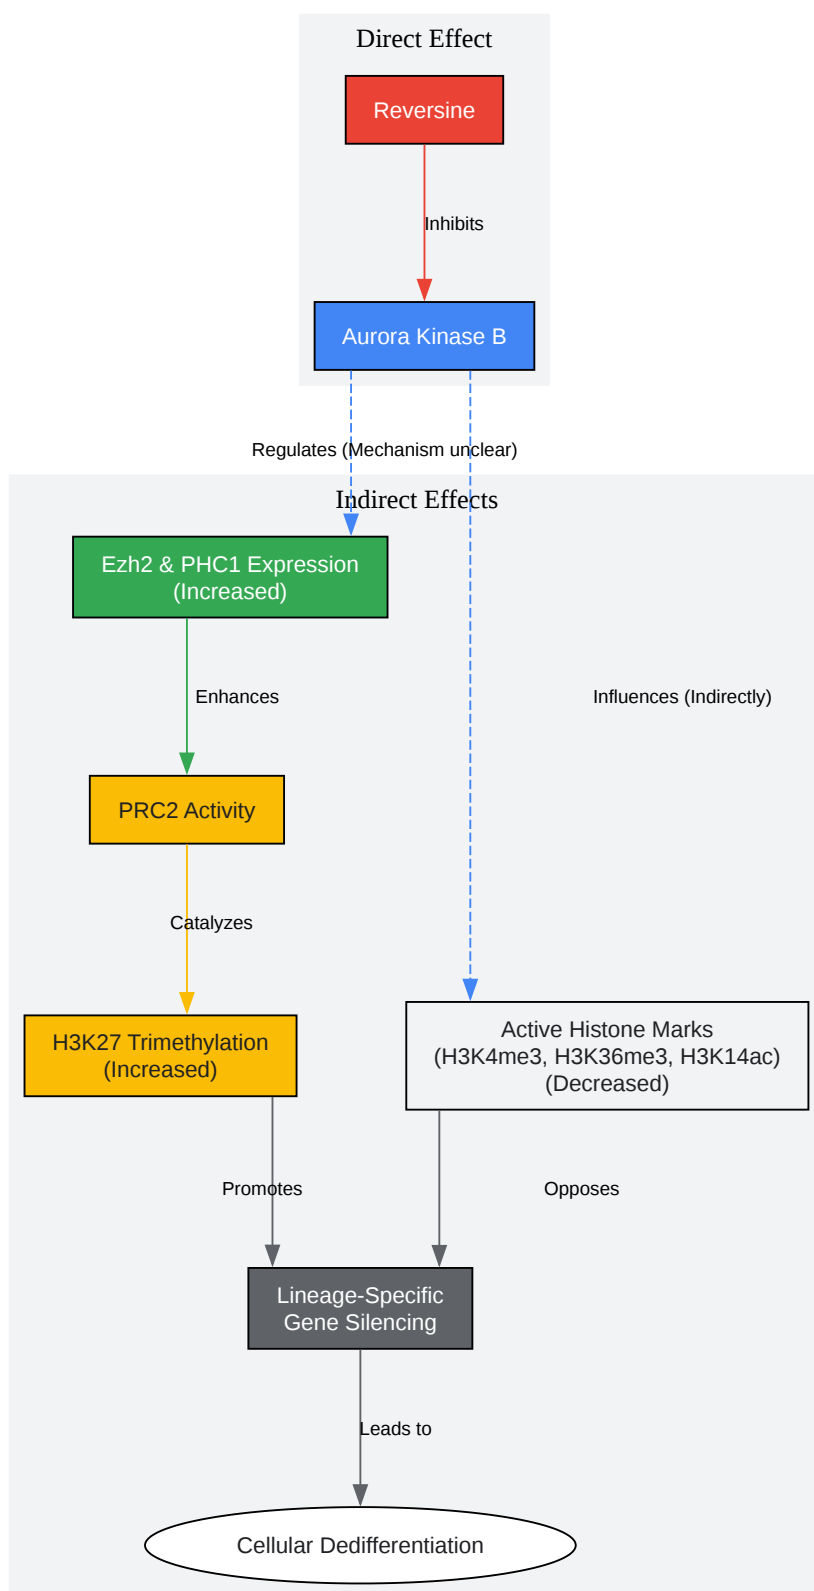 Direct Effect
Reversine
Inhibits
Aurora Kinase B
Regulates (Mechanism unclear)
Indirect Effects
Ezh2 & PHC1 Expression
(Increased)
Enhances
Influences (Indirectly)
PRC2 Activity
Catalyzes
H3K27 Trimethylation
(Increased)
Active Histone Marks
(H3K4me3, H3K36me3, H3K14ac)
(Decreased)
Promotes
Opposes
Lineage-Specific
Gene Silencing
Leads to
Cellular Dedifferentiation